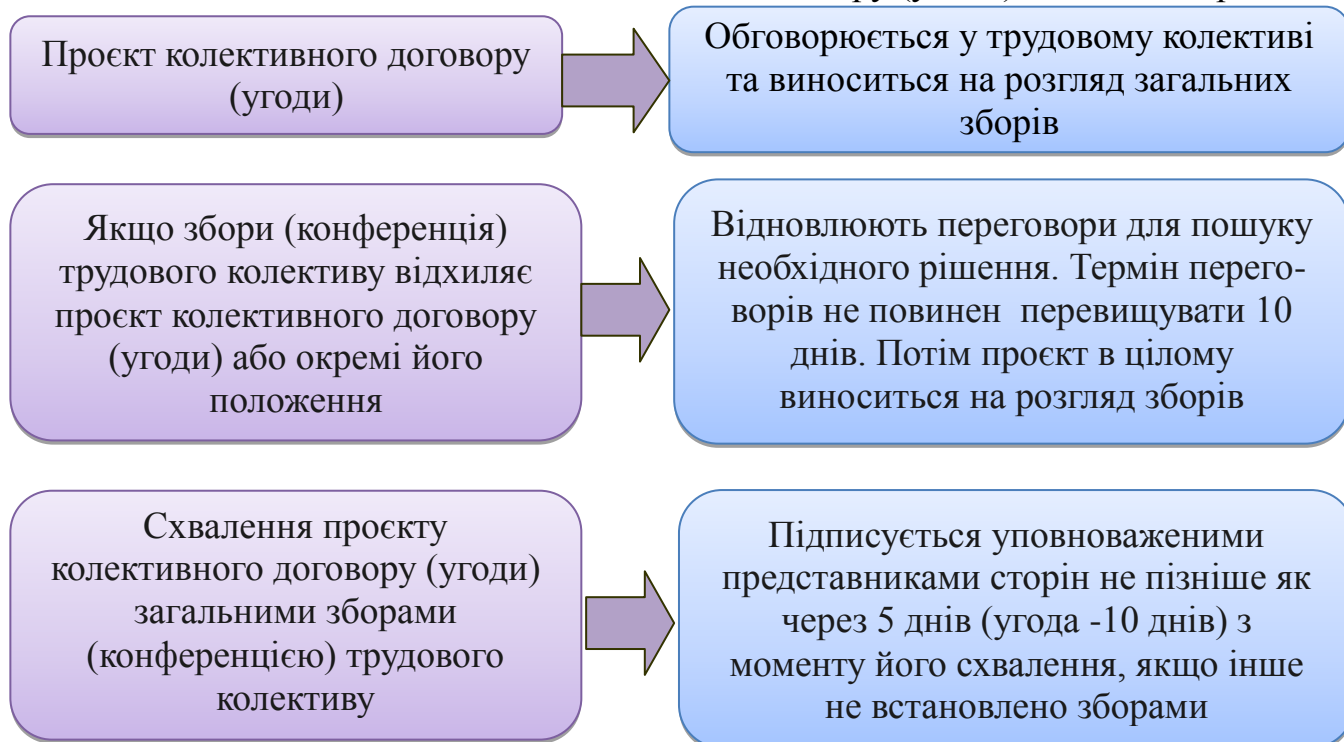 Проєкт колективного договору
(угоди)
Обговорюється у трудовому колективі
та виноситься на розгляд загальних
зборів
Якщо збори (конференція)
трудового колективу відхиляє
проєкт колективного договору
(угоди) або окремі його
положення
Відновлюють переговори для пошуку
необхідного рішення. Термін перего-
ворів не повинен перевищувати 10
днів. Потім проєкт в цілому
виноситься на розгляд зборів
Схвалення проєкту
колективного договору (угоди)
загальними зборами
(конференцією) трудового
колективу
Підписується уповноваженими
представниками сторін не пізніше як
через 5 днів (угода -10 днів) з
моменту його схвалення, якщо інше
не встановлено зборами